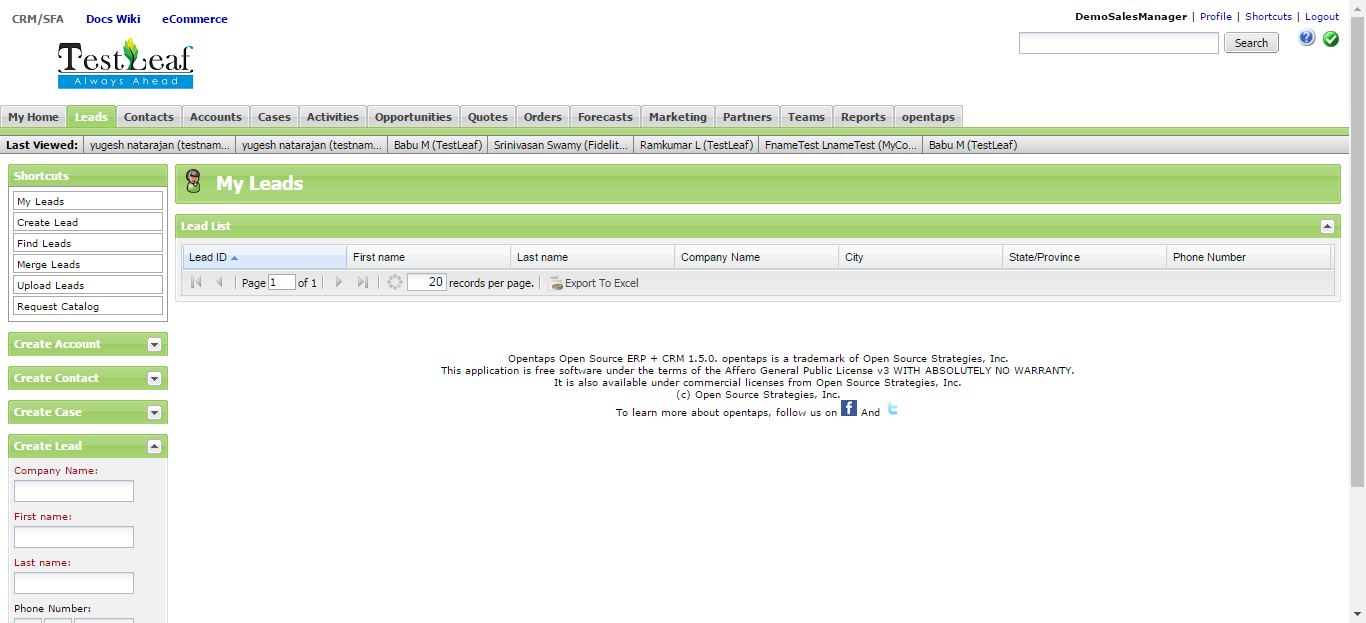 CRM/SFA Docs Wiki eCommerce
DemoSalesManager | Profile | Shortcuts | Logout
TestLeaf
Always Ahead
Search
My Home Leads Contacts Accounts Cases Activities Opportunities Quotes Orders Forecasts Marketing Partners Teams Reports opentaps
Last Viewed: yugesh natarajan (testnam... yugesh natarajan (testnam... Babu M (TestLeaf) Srinivasan Swamy (Fidelit... Ramkumar L (TestLeaf) FnameTest LnameTest (MyCo... Babu M (TestLeaf)
Shortcuts
My Leads
Create Lead
Find Leads
Merge Leads
Upload Leads
Request Catalog
Create Account
Create Contact
Create Case
Create Lead
Company Name:
First name:
Last name:
Phone Number:
My Leads
Lead List
Lead ID First name Last name Company Name City State/Province Phone Number
Page 1 of 1 20 records per page. Export To Excel
Opentaps Open Source ERP + CRM 1.5.0. opentaps is a trademark of Open Source Strategies, Inc.
This application is free software under the terms of the Affero General Public License v3 WITH ABSOLUTELY NO WARRANTY.
It is also available under commercial licenses from Open Source Strategies, Inc.
(c) Open Source Strategies, Inc.
To learn more about opentaps, follow us on f And t